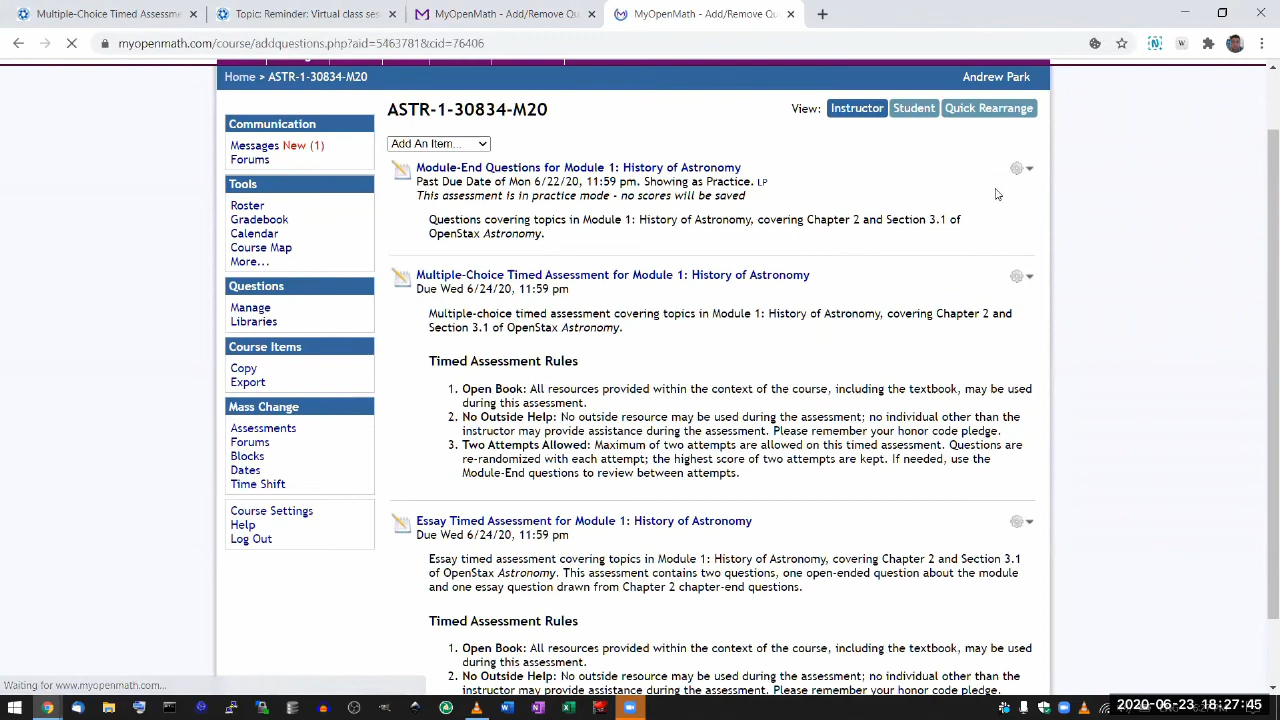 Multiple-Choice Timed Assessme
Topic: Reminder: Virtual class ses
MyOpenMath - Add/Remove Qu
MyOpenMath - Add/Remove Qu
myopenmath.com/course/addquestions.php?aid=5463781&cid=76406
Home > ASTR-1-30834-M20
Andrew Park
Communication
Messages New (1)
Forums
Tools
Roster
Gradebook
Calendar
Course Map
More...
Questions
Manage
Libraries
Course Items
Copy
Export
Mass Change
Assessments
Forums
Blocks
Dates
Time Shift
Course Settings
Help
Log Out
ASTR-1-30834-M20
View: Instructor Student Quick Rearrange
Add An Item...
Module-End Questions for Module 1: History of Astronomy
Past Due Date of Mon 6/22/20, 11:59 pm. Showing as Practice. LP
This assessment is in practice mode - no scores will be saved
Questions covering topics in Module 1: History of Astronomy, covering Chapter 2 and Section 3.1 of
OpenStax Astronomy.
Multiple-Choice Timed Assessment for Module 1: History of Astronomy
Due Wed 6/24/20, 11:59 pm
Multiple-choice timed assessment covering topics in Module 1: History of Astronomy, covering Chapter 2 and
Section 3.1 of OpenStax Astronomy.
Timed Assessment Rules
1. Open Book: All resources provided within the context of the course, including the textbook, may be used
during this assessment.
2. No Outside Help: No outside resource may be used during the assessment; no individual other than the
instructor may provide assistance during the assessment. Please remember your honor code pledge.
3. Two Attempts Allowed: Maximum of two attempts are allowed on this timed assessment. Questions are
re-randomized with each attempt; the highest score of two attempts are kept. If needed, use the
Module-End questions to review between attempts.
Essay Timed Assessment for Module 1: History of Astronomy
Due Wed 6/24/20, 11:59 pm
Essay timed assessment covering topics in Module 1: History of Astronomy, covering Chapter 2 and Section 3.1
of OpenStax Astronomy. This assessment contains two questions, one open-ended question about the module
and one essay question drawn from Chapter 2 chapter-end questions.
Timed Assessment Rules
1. Open Book: All resources provided within the context of the course, including the textbook, may be used
during this assessment.
2. No Outside Help: No outside resource may be used during the assessment; no individual other than the
instructor may provide assistance during the assessment. Please remember your honor code pledge.
Waiting for www.myopenmath.com...
2020-06-23 18:27:45